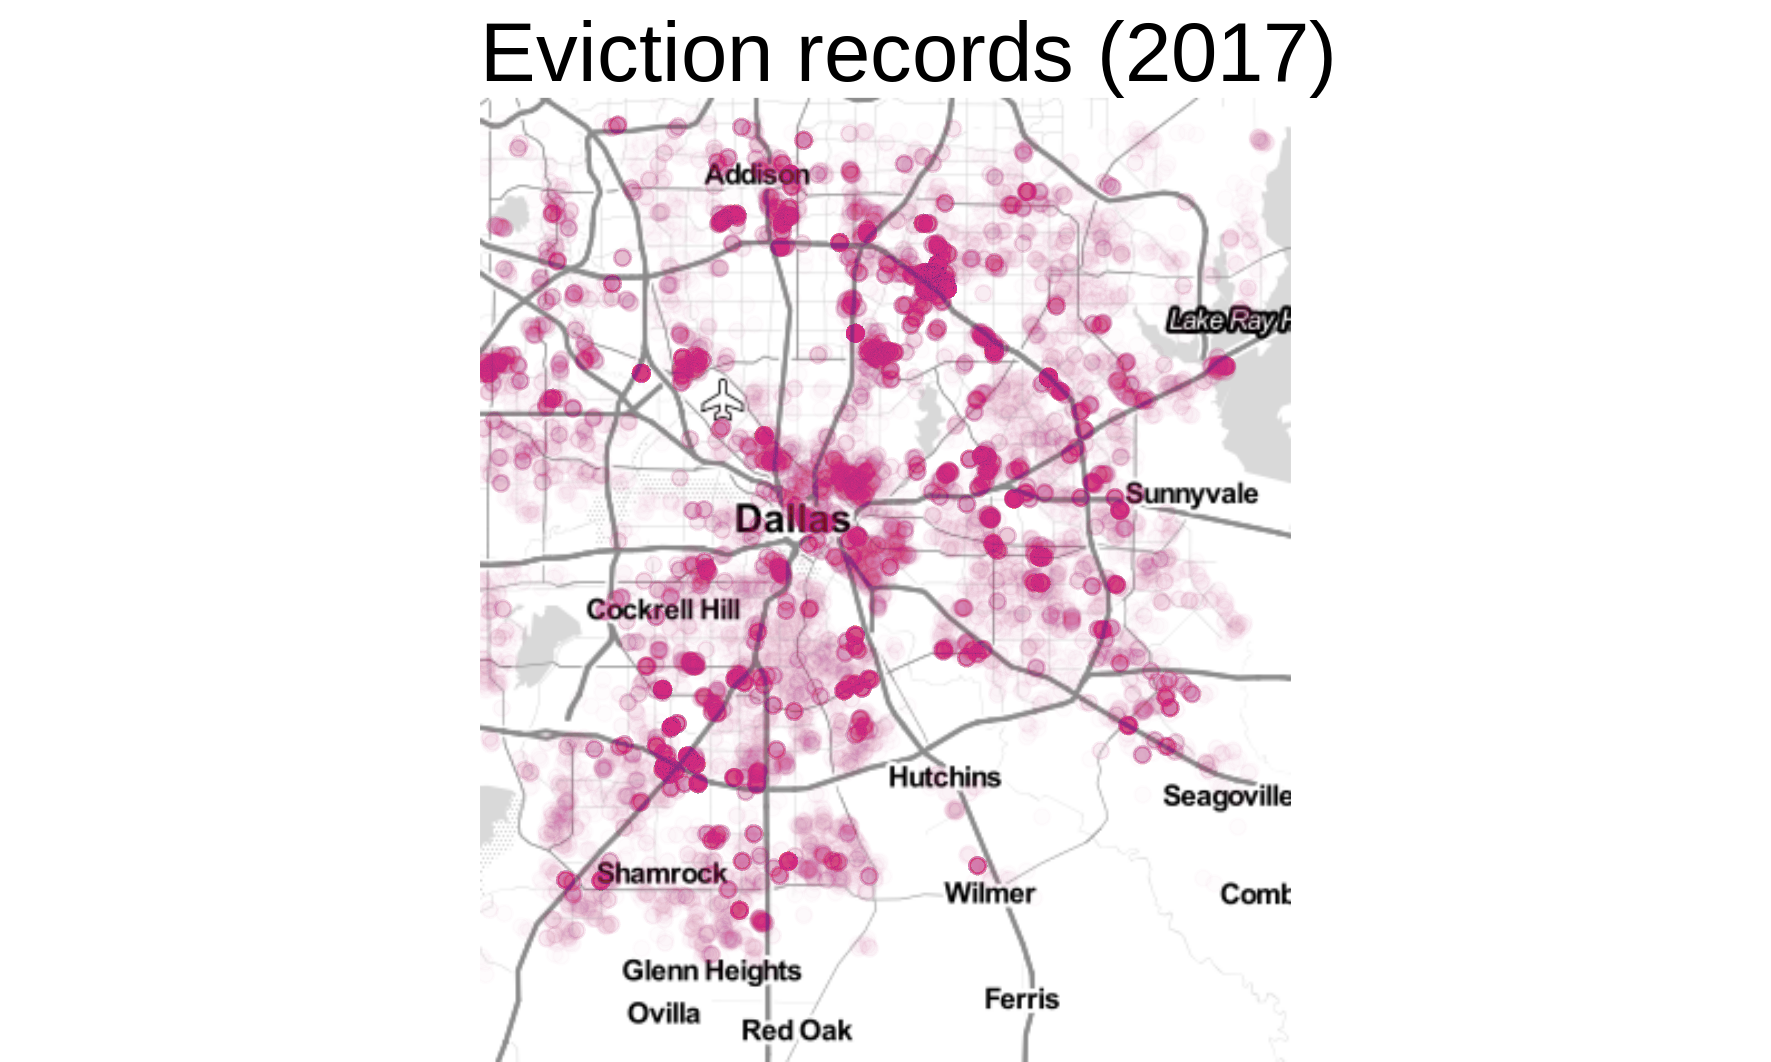 Eviction records (2017)
Addison
Lake Ray H
Sunnyvale
Dallas
Cockrell Hill
Hutchins
Seagoville
Shamrock
Wilmer
Comb
Glenn Heights
Ferris
Ovilla
Red Oak